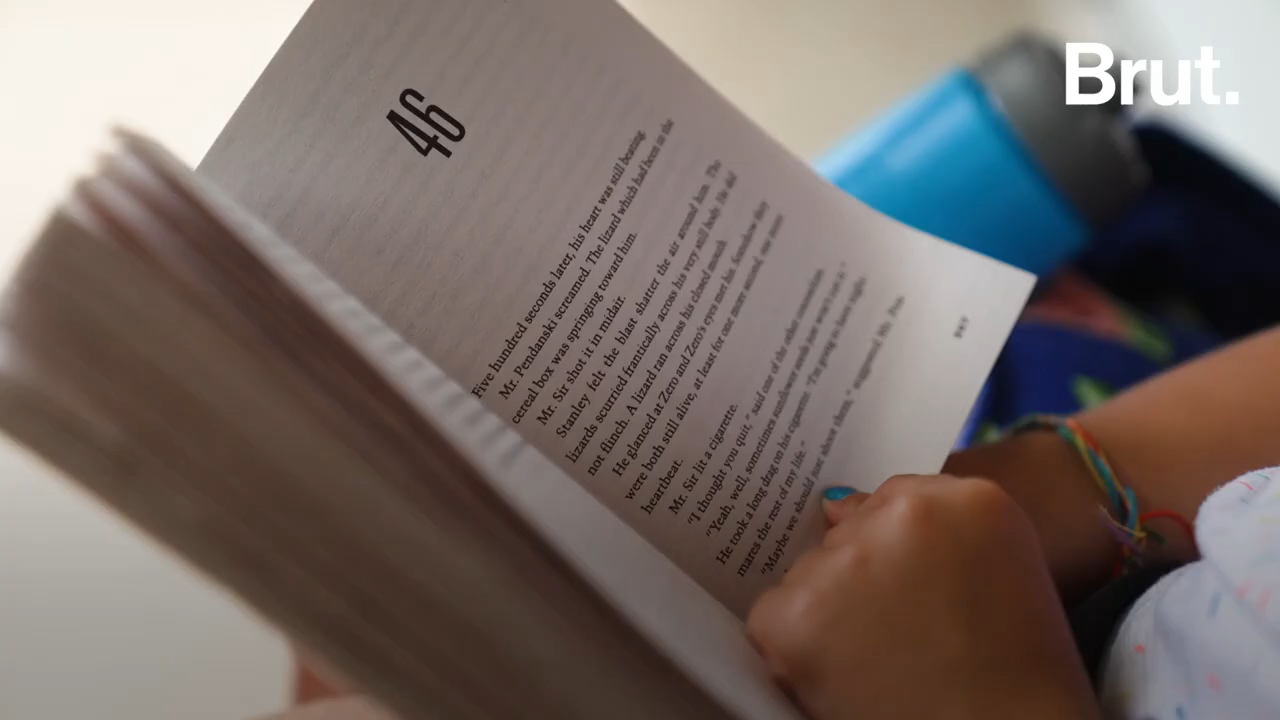 Brut.
46
Five hundred seconds later, his heart was still beating.
Mr. Pendanski screamed. The lizard which had been in the
cereal box was springing toward him.
Mr. Sir shot it in midair.
Stanley felt the blast shatter the air around him. The
lizards scurried frantically across his very still body. He did
not flinch. A lizard ran across his closed mouth.
He glanced at Zero and Zero's eyes met his. Somehow they
were both still alive, at least for one more second, one more
heartbeat.
Mr. Sir lit a cigarette.
"I thought you quit," said one of the other counselors.
"Yeah, well, sometimes sunflower seeds just won't cut it."
He took a long drag on his cigarette. "I'm going to have night-
mares the rest of my life."
"Maybe we should just shoot them," suggested Mr. Pen-